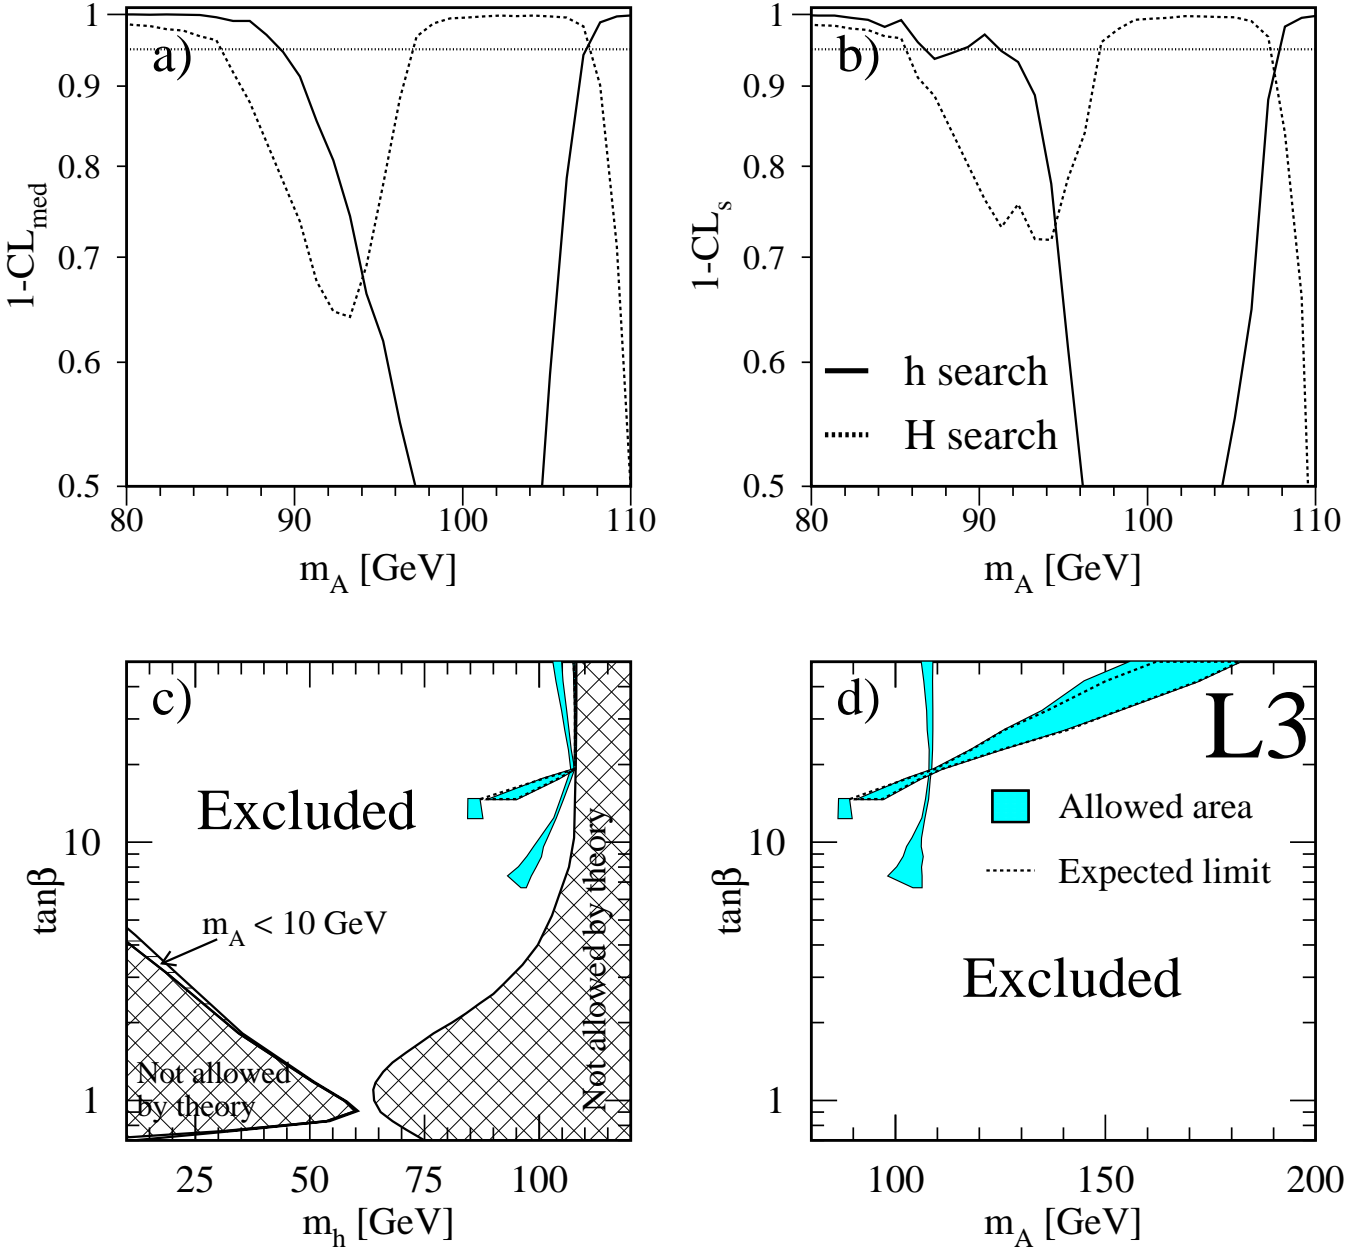 a)
1
0.9
0.8
0.7
0.6
0.5
1-CLmed
80 90 100 110
mA [GeV]
b)
1
0.9
0.8
0.7
0.6
0.5
1-CLs
h search
H search
80 90 100 110
mA [GeV]
c)
Excluded
10
1
tanβ
mA < 10 GeV
Not allowed
by theory
Not allowed by theory
25 50 75 100
mh [GeV]
d)
L3
Allowed area
Expected limit
Excluded
10
1
tanβ
100 150 200
mA [GeV]